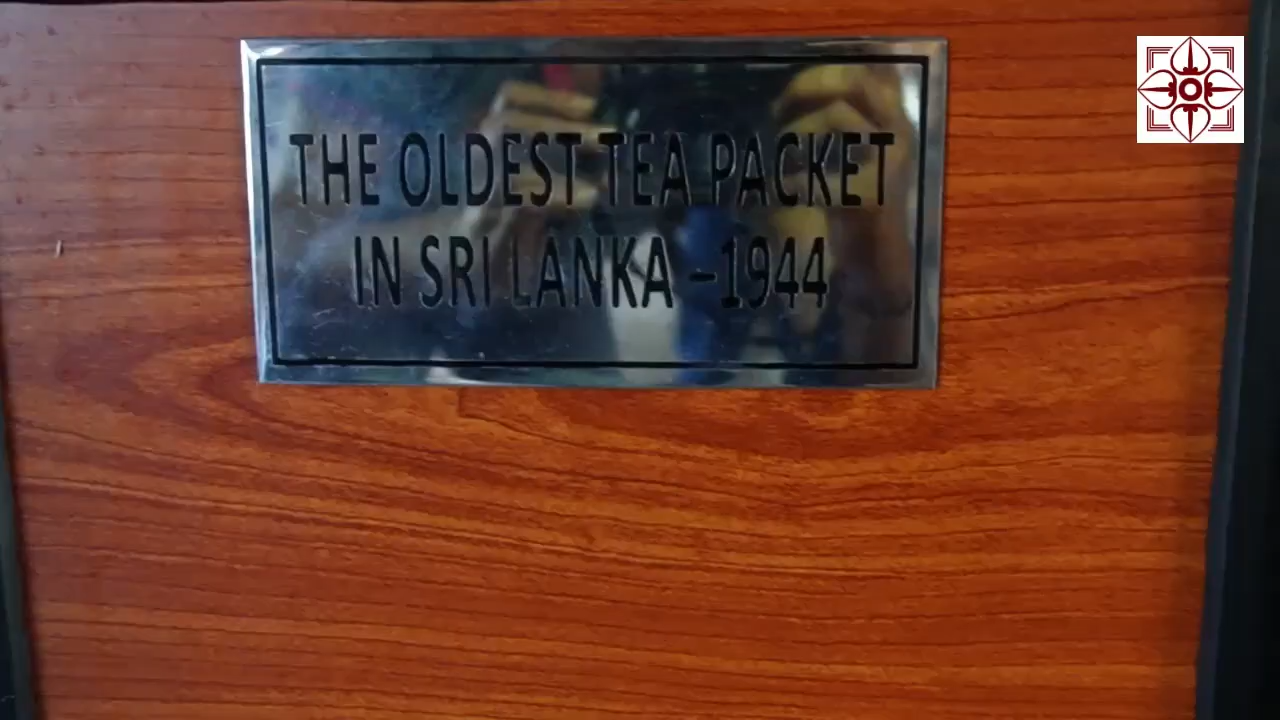 THE OLDEST TEA PACKET
IN SRI LANKA –1944